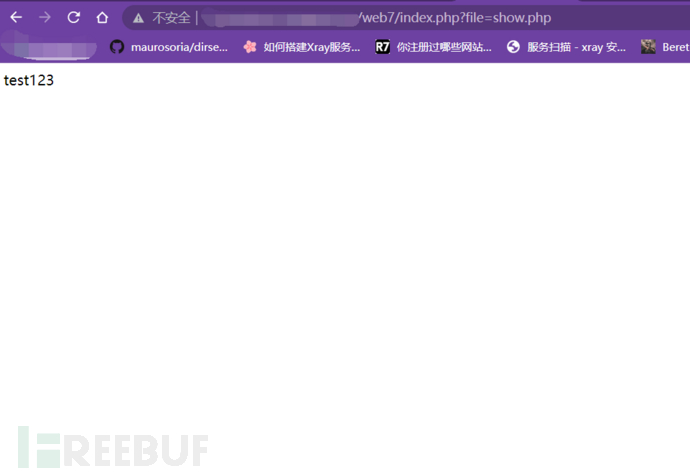 不安全 | /web7/index.php?file=show.php
maurosoria/dirse... 如何搭建Xray服务... R7 你注册过哪些网站... 服务扫描 - xray 安... Beret
test123
FREEBUF